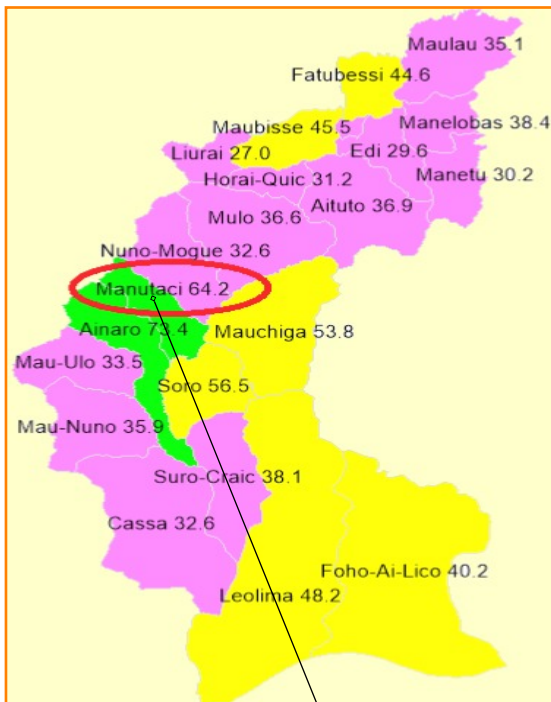 Maulau 35.1
Fatubessi 44.6
Maubisse 45.5
Manelobas 38.4
Liurai 27.0
Edi 29.6
Horai-Quic 31.2
Manetu 30.2
Mulo 36.6
Aituto 36.9
Nuno-Mogue 32.6
Manutaci 64.2
Ainaro 73.4
Mauchiga 53.8
Mau-Ulo 33.5
Soro 56.5
Mau-Nuno 35.9
Suro-Craic 38.1
Cassa 32.6
Foho-Ai-Lico 40.2
Leolima 48.2